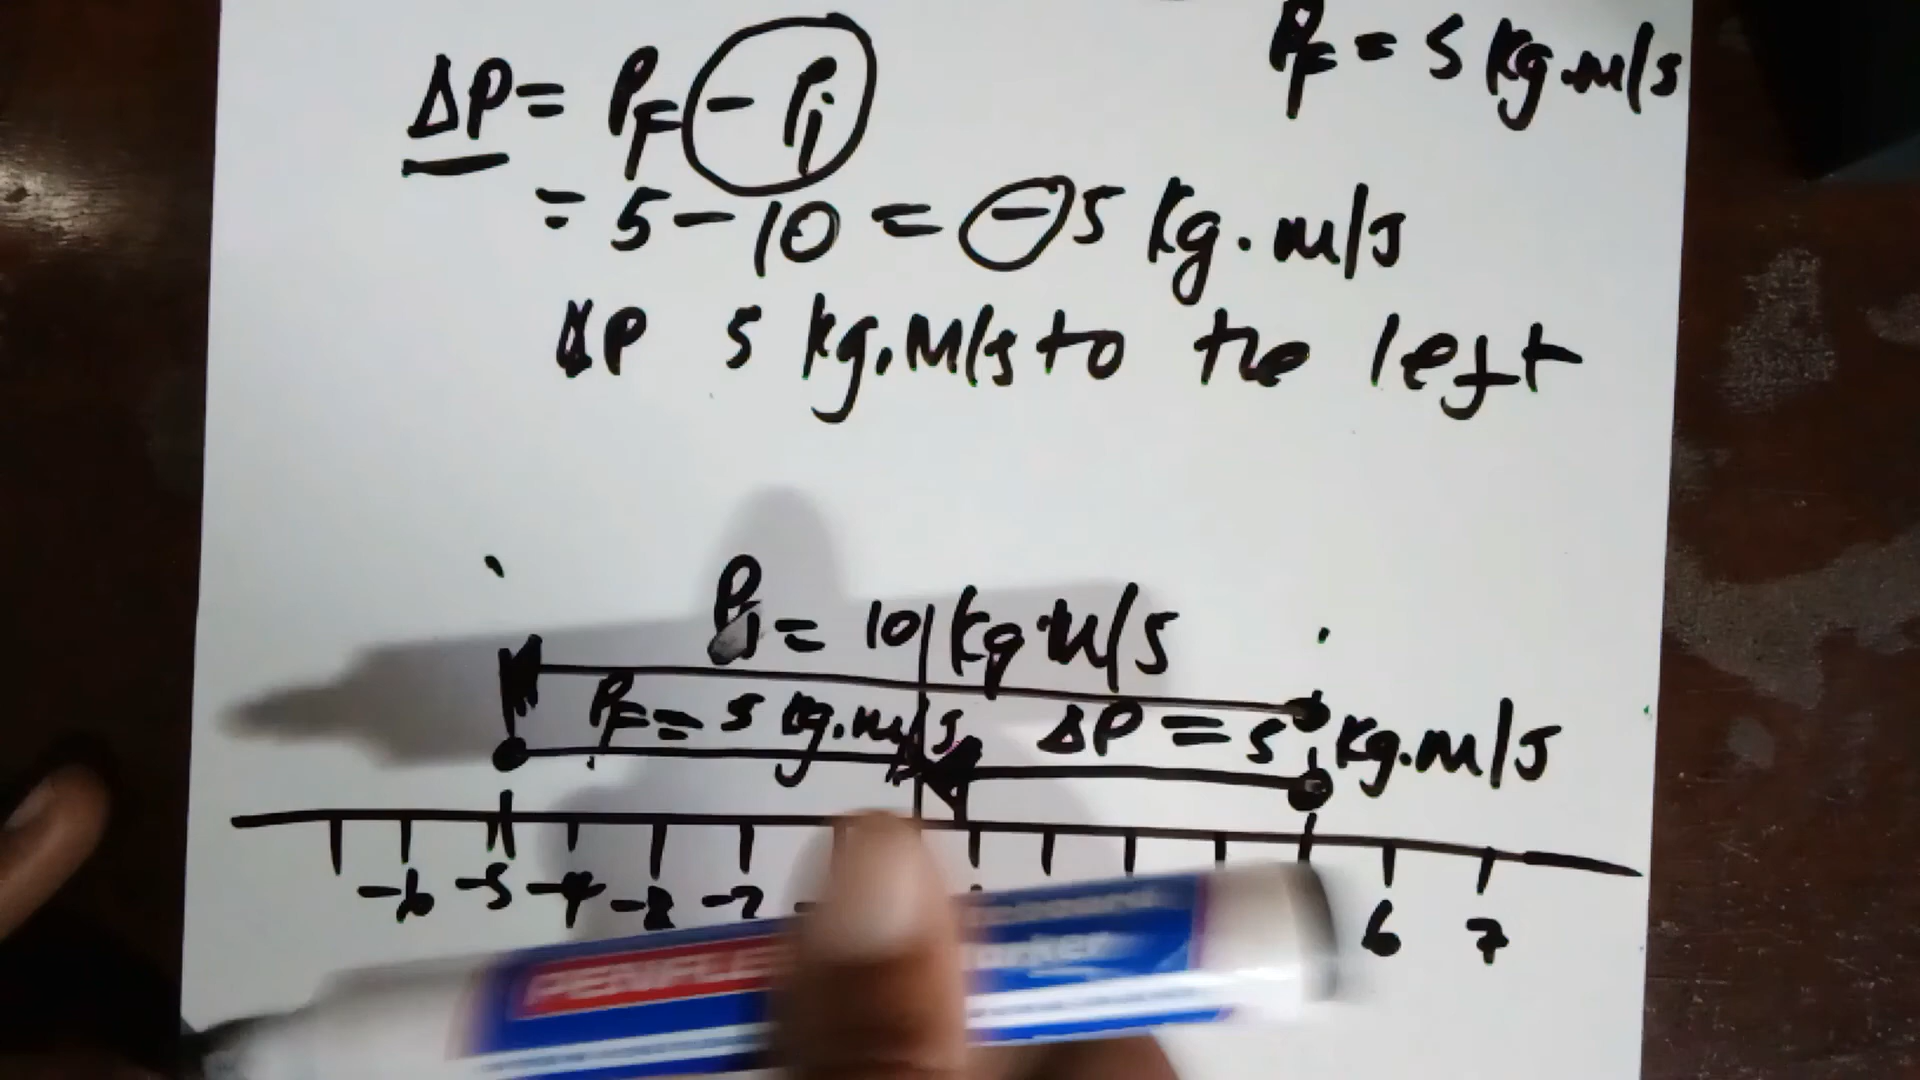 PF = 5 kg.m/s
ΔP = PF - Pi
= 5 - 10 = -5 kg.m/s
ΔP 5 kg.M/s to the left
Pi = 10 kg m/s
PF = 5 kg.m/s ΔP = 5 kg.m/s
-6 -5 -4 -2 6 7